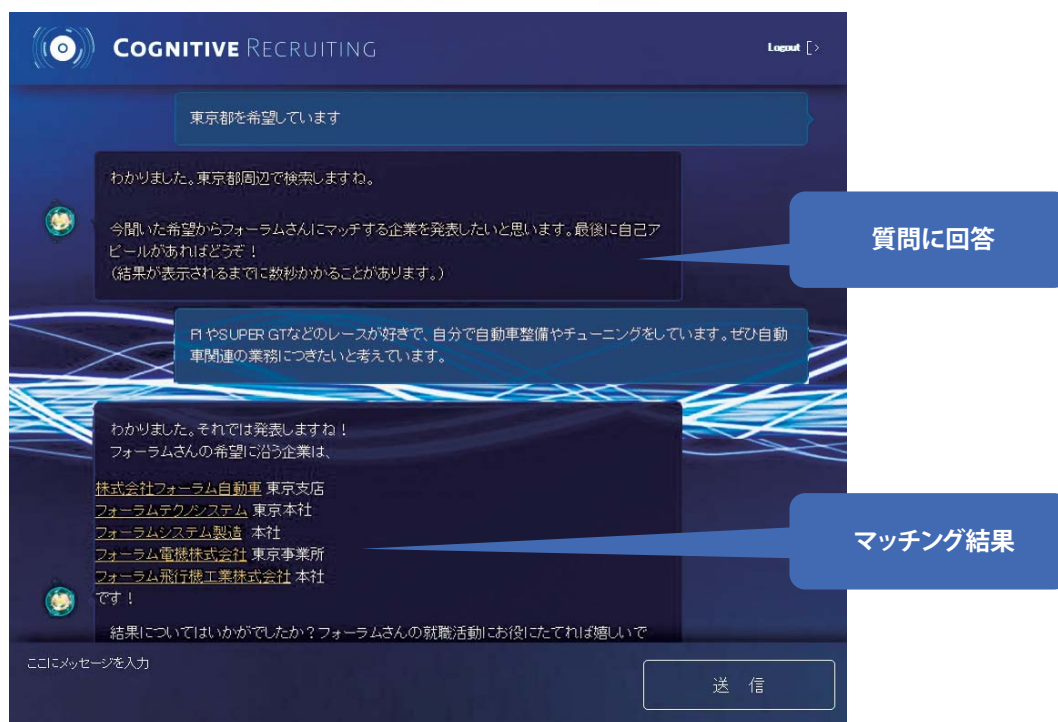 COGNITIVE RECRUITING
Logout
東京都を希望しています
わかりました。東京都周辺で検索しますね。
今聞いた希望からフォーラムさんにマッチする企業を発表したいと思います。最後に自己ア
ピールがあればどうぞ！
（結果が表示されるまでに数秒かかることがあります。）
質問に回答
F1やSUPER GTなどのレースが好きで、自分で自動車整備やチューニングをしています。ぜひ自動
車関連の業務につきたいと考えています。
わかりました。それでは発表しますね！
フォーラムさんの希望に沿う企業は、
株式会社フォーラム自動車 東京支店
フォーラムテクノシステム 東京本社
フォーラムシステム製造 本社
フォーラム電機株式会社 東京事業所
フォーラム飛行機工業株式会社 本社
です！
マッチング結果
結果についてはいかがでしたか？フォーラムさんの就職活動にお役にたてれば嬉しいで
ここにメッセージを入力
送 信